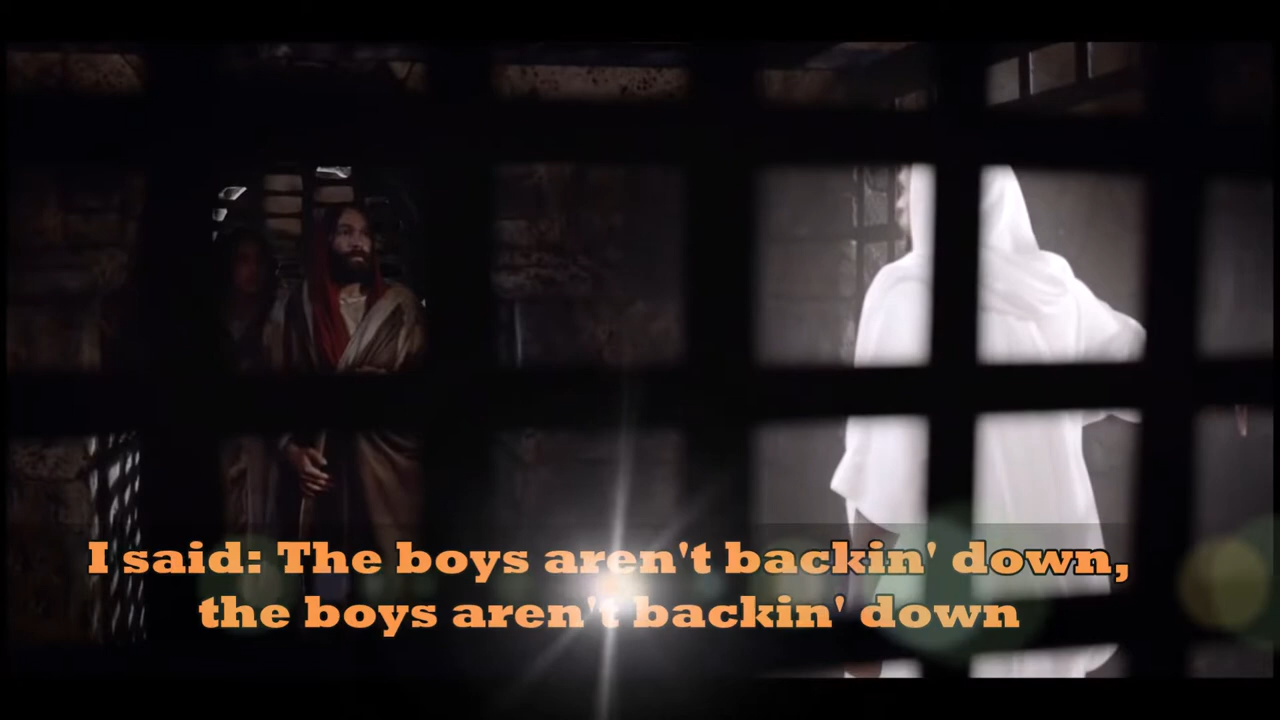 I said: The boys aren't backin' down,
the boys aren't backin' down